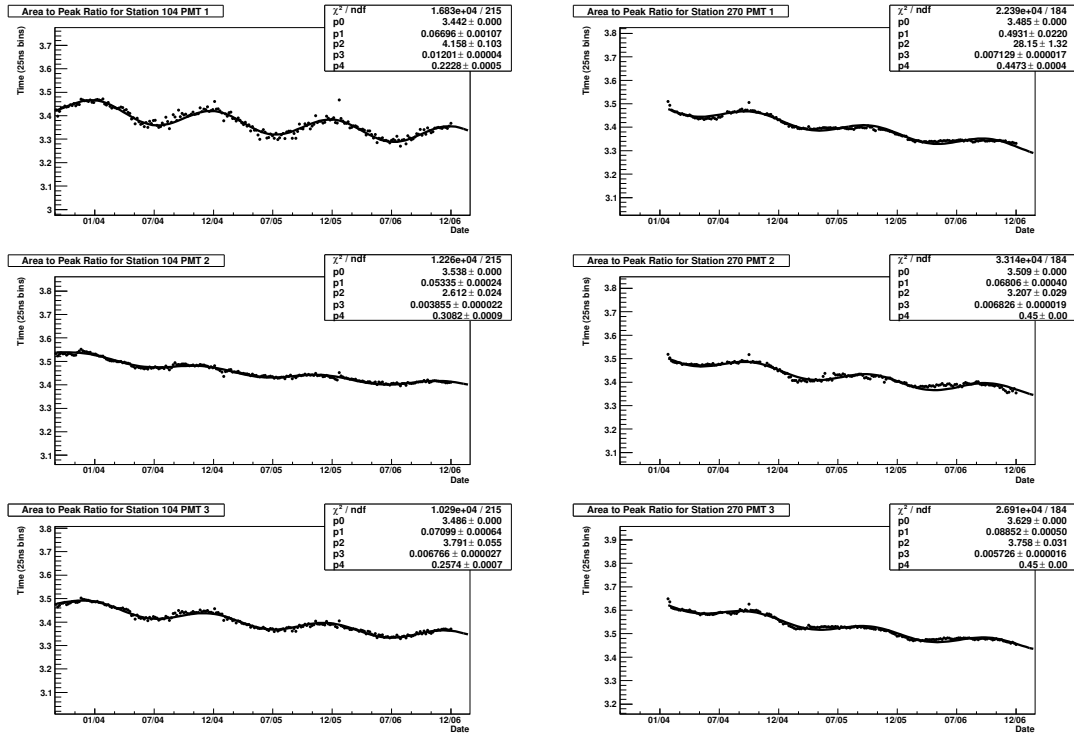 Area to Peak Ratio for Station 104 PMT 1
χ² / ndf 1.683e+04 / 215
p0 3.442 ± 0.000
p1 0.06696 ± 0.00107
p2 4.158 ± 0.103
p3 0.01201 ± 0.00004
p4 0.2228 ± 0.0005
Time (25ns bins)
3.7
3.6
3.5
3.4
3.3
3.2
3.1
3
01/04 07/04 12/04 07/05 12/05 07/06 12/06
Date
Area to Peak Ratio for Station 270 PMT 1
χ² / ndf 2.239e+04 / 184
p0 3.485 ± 0.000
p1 0.4931 ± 0.0220
p2 28.15 ± 1.32
p3 0.007129 ± 0.000017
p4 0.4473 ± 0.0004
Time (25ns bins)
3.8
3.7
3.6
3.5
3.4
3.3
3.2
3.1
01/04 07/04 12/04 07/05 12/05 07/06 12/06
Date
Area to Peak Ratio for Station 104 PMT 2
χ² / ndf 1.226e+04 / 215
p0 3.538 ± 0.000
p1 0.05335 ± 0.00024
p2 2.612 ± 0.024
p3 0.003855 ± 0.000022
p4 0.3082 ± 0.0009
Time (25ns bins)
3.8
3.7
3.6
3.5
3.4
3.3
3.2
3.1
01/04 07/04 12/04 07/05 12/05 07/06 12/06
Date
Area to Peak Ratio for Station 270 PMT 2
χ² / ndf 3.314e+04 / 184
p0 3.509 ± 0.000
p1 0.06806 ± 0.00040
p2 3.207 ± 0.029
p3 0.006826 ± 0.000019
p4 0.45 ± 0.00
Time (25ns bins)
3.8
3.7
3.6
3.5
3.4
3.3
3.2
3.1
01/04 07/04 12/04 07/05 12/05 07/06 12/06
Date
Area to Peak Ratio for Station 104 PMT 3
χ² / ndf 1.029e+04 / 215
p0 3.486 ± 0.000
p1 0.07099 ± 0.00064
p2 3.791 ± 0.055
p3 0.006766 ± 0.000027
p4 0.2574 ± 0.0007
Time (25ns bins)
3.8
3.7
3.6
3.5
3.4
3.3
3.2
3.1
01/04 07/04 12/04 07/05 12/05 07/06 12/06
Date
Area to Peak Ratio for Station 270 PMT 3
χ² / ndf 2.691e+04 / 184
p0 3.629 ± 0.000
p1 0.08852 ± 0.00050
p2 3.758 ± 0.031
p3 0.005726 ± 0.000016
p4 0.45 ± 0.00
Time (25ns bins)
3.9
3.8
3.7
3.6
3.5
3.4
3.3
3.2
01/04 07/04 12/04 07/05 12/05 07/06 12/06
Date